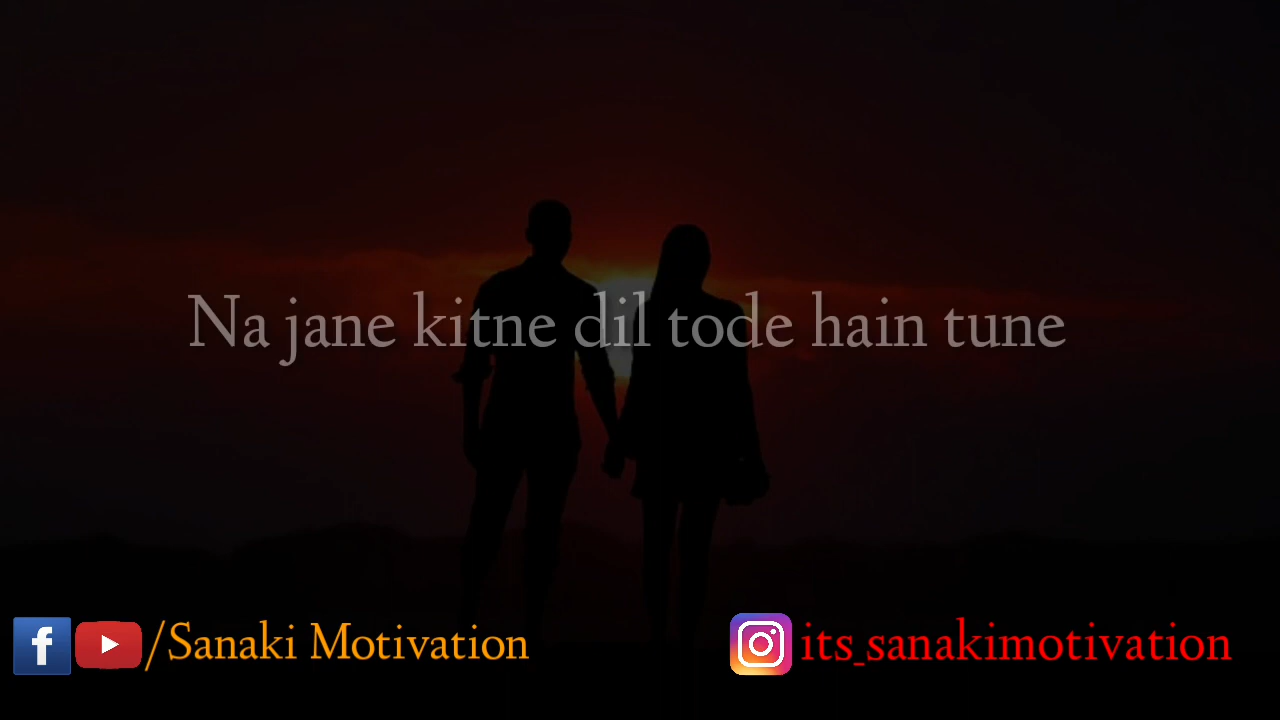 Na jane kitne dil tode hain tune
f
/Sanaki Motivation
its_sanakimotivation